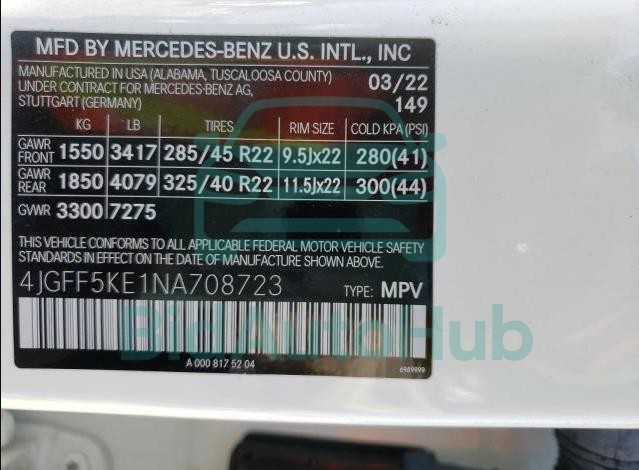 MFD BY MERCEDES-BENZ U.S. INTL., INC
MANUFACTURED IN USA (ALABAMA, TUSCALOOSA COUNTY) 03/22
UNDER CONTRACT FOR MERCEDES-BENZ AG,
STUTTGART (GERMANY) 149
KG LB TIRES RIM SIZE COLD KPA (PSI)
GAWR FRONT 1550 3417 285/45 R22 9.5Jx22 280(41)
GAWR REAR 1850 4079 325/40 R22 11.5Jx22 300(44)
GVWR 3300 7275
THIS VEHICLE CONFORMS TO ALL APPLICABLE FEDERAL MOTOR VEHICLE SAFETY
STANDARDS IN EFFECT ON THE DATE OF MANUFACTURE SHOWN ABOVE.
4JGFF5KE1NA708723 TYPE: MPV
BidAutoHub
A 000 817 52 04 6989999